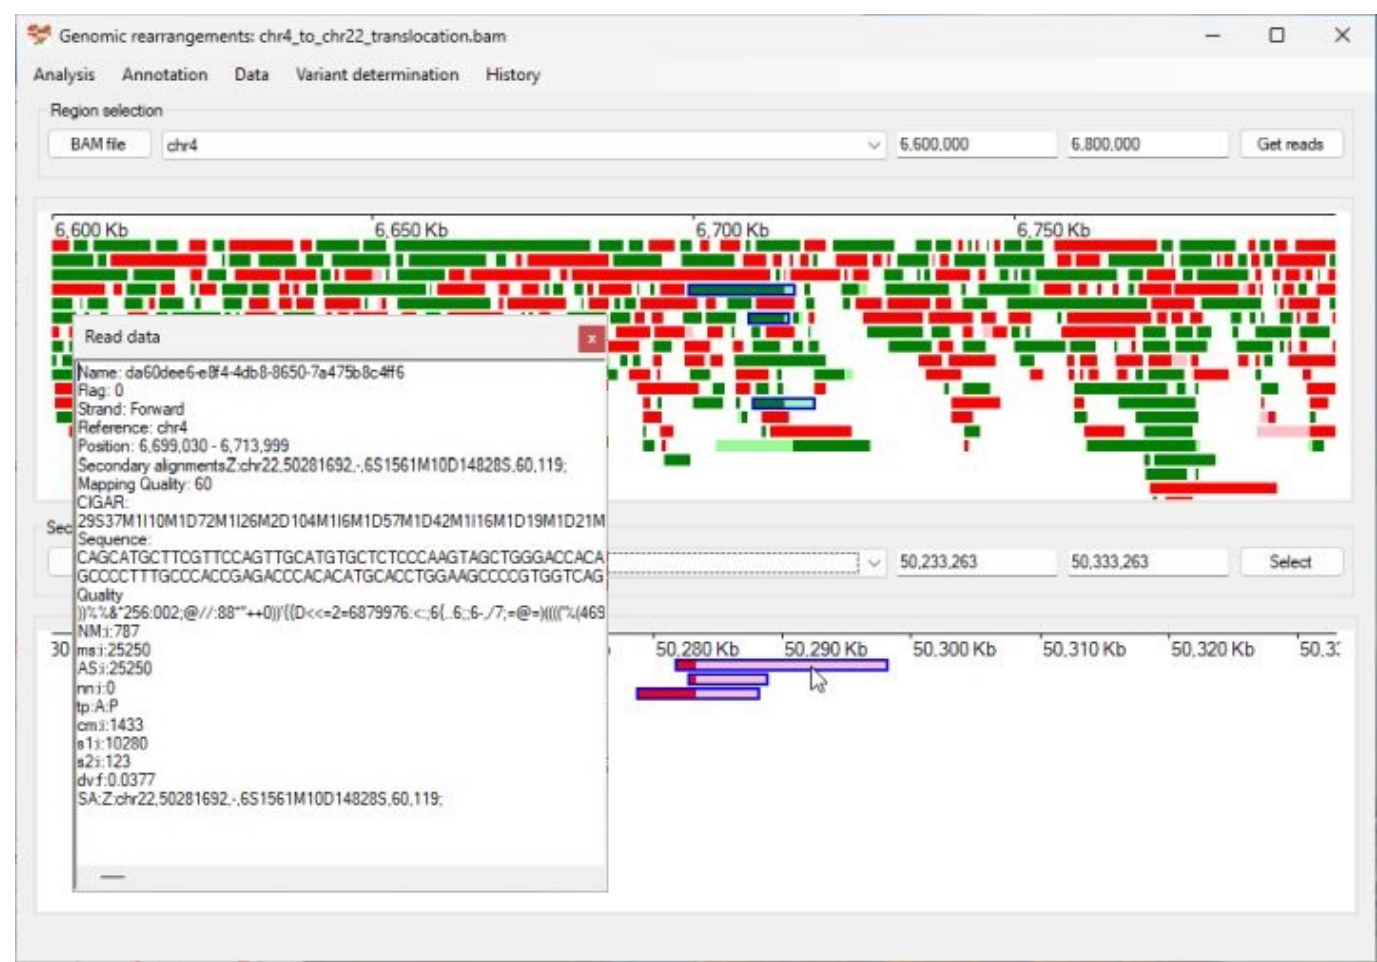 Genomic rearrangements: chr4_to_chr22_translocation.bam
Analysis Annotation Data Variant determination History
Region selection
BAM file chr4 6,600,000 6,800,000 Get reads
6,600 Kb 6,650 Kb 6,700 Kb 6,750 Kb
Read data
Name: da60dee6-e8f4-4db8-8650-7a475b8c4ff6
Flag: 0
Strand: Forward
Reference: chr4
Position: 6,699,030 - 6,713,999
Secondary alignmentsZ:chr22,50281692,-,6S1561M10D14828S,60,119;
Mapping Quality: 60
CIGAR:
29S37M1I10M1D72M1I26M2D104M1I6M1D57M1D42M1I16M1D19M1D21M
Sec
Sequence:
CAGCATGCTTCGTTCCAGTTGCATGTGCTCTCCCAAGTAGCTGGGACCACA
50,233,263 50,333,263 Select
GCCCCTTTGCCCACCGAGACCCACACATGCACCTGGAAGCCCCGTGGTCAG
Quality
NM:i:787
30 50,280 Kb 50,290 Kb 50,300 Kb 50,310 Kb 50,320 Kb
ms:i:25250
AS:i:25250
nn:i:0
tp:A:P
cm:i:1433
s1:i:10280
s2:i:123
dv:f:0.0377
SA:Z:chr22,50281692,-,6S1561M10D14828S,60,119;